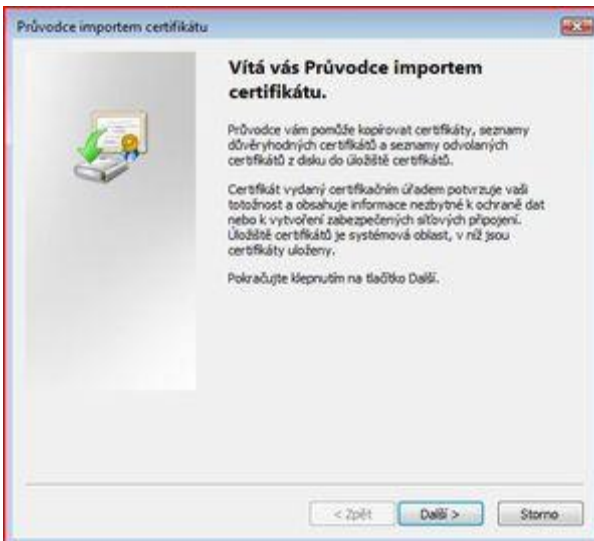 Průvodce importem certifikátu
Vítá vás Průvodce importem
certifikátu.
Průvodce vám pomůže kopírovat certifikáty, seznamy
důvěryhodných certifikátů a seznamy odvolaných
certifikátů z disku do úložiště certifikátů.
Certifikát vydaný certifikačním úřadem potvrzuje vaši
totožnost a obsahuje informace nezbytné k ochraně dat
nebo k vytvoření zabezpečených síťových připojení.
Úložiště certifikátů je systémová oblast, v níž jsou
certifikáty uloženy.
Pokračujte klepnutím na tlačítko Další.
< Zpět
Další >
Storno